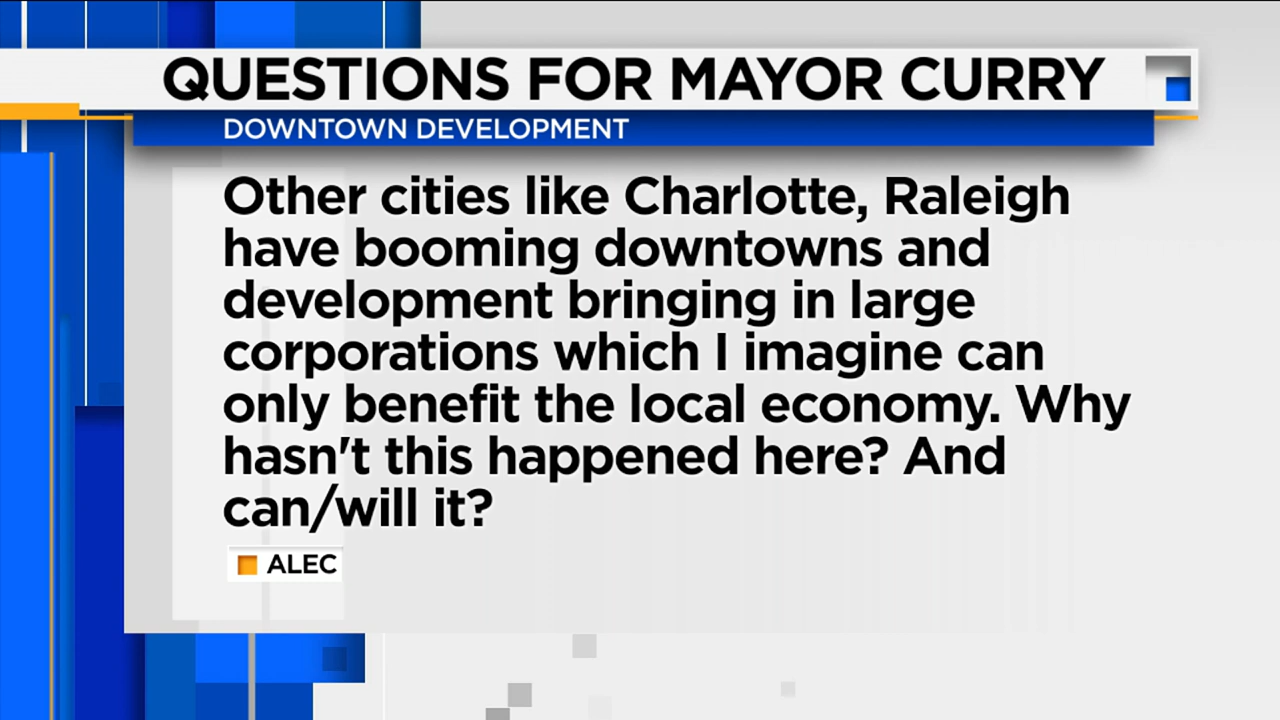 QUESTIONS FOR MAYOR CURRY
DOWNTOWN DEVELOPMENT
Other cities like Charlotte, Raleigh
have booming downtowns and
development bringing in large
corporations which I imagine can
only benefit the local economy. Why
hasn't this happened here? And
can/will it?
ALEC